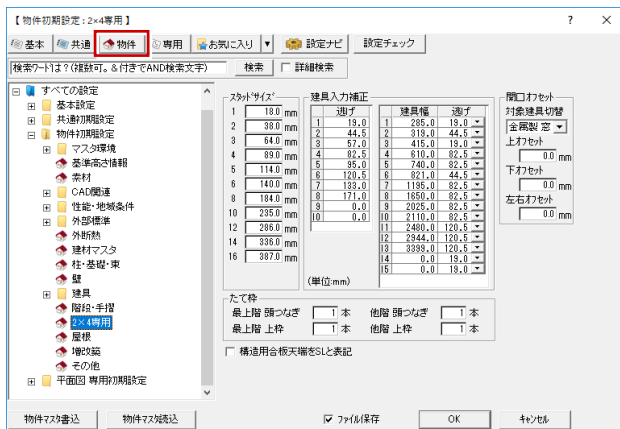 【 物件初期設定 : 2×4専用 】
? ×
基本 共通 物件 専用 お気に入り ▼ 設定ナビ 設定チェック
検索ワードは?(複数可。＆付きでAND検索文字) 検索 詳細検索
すべての設定
基本設定
共通初期設定
物件初期設定
マスタ環境
基準高さ情報
素材
CAD関連
性能・地域条件
外部標準
外断熱
建材マスタ
柱・基礎・束
壁
建具
階段・手摺
2×4専用
屋根
増改築
その他
平面図 専用初期設定
スタッドサイズ
1 18.0 mm
2 38.0 mm
3 64.0 mm
4 89.0 mm
5 114.0 mm
6 140.0 mm
8 184.0 mm
10 235.0 mm
12 286.0 mm
14 336.0 mm
16 387.0 mm
建具入力補正
逃げ
1 19.0
2 44.5
3 57.0
4 82.5
5 95.0
6 120.5
7 133.0
8 171.0
9 0.0
10 0.0
(単位:mm)
建具幅 逃げ
1 285.0 19.0
2 319.0 44.5
3 415.0 19.0
4 610.0 82.5
5 740.0 82.5
6 821.0 44.5
7 1195.0 82.5
8 1650.0 82.5
9 2025.0 82.5
10 2110.0 82.5
11 2480.0 120.5
12 2944.0 120.5
13 3399.0 120.5
14 0.0 19.0
15 0.0 19.0
開口オフセット
対象建具切替
金属製 窓
上オフセット
0.0 mm
下オフセット
0.0 mm
左右オフセット
0.0 mm
たて枠
最上階 頭つなぎ 1 本 他階 頭つなぎ 1 本
最上階 上枠 1 本 他階 上枠 1 本
構造用合板天端をSLと表記
物件マスタ書込 物件マスタ読込 ファイル保存 OK キャンセル